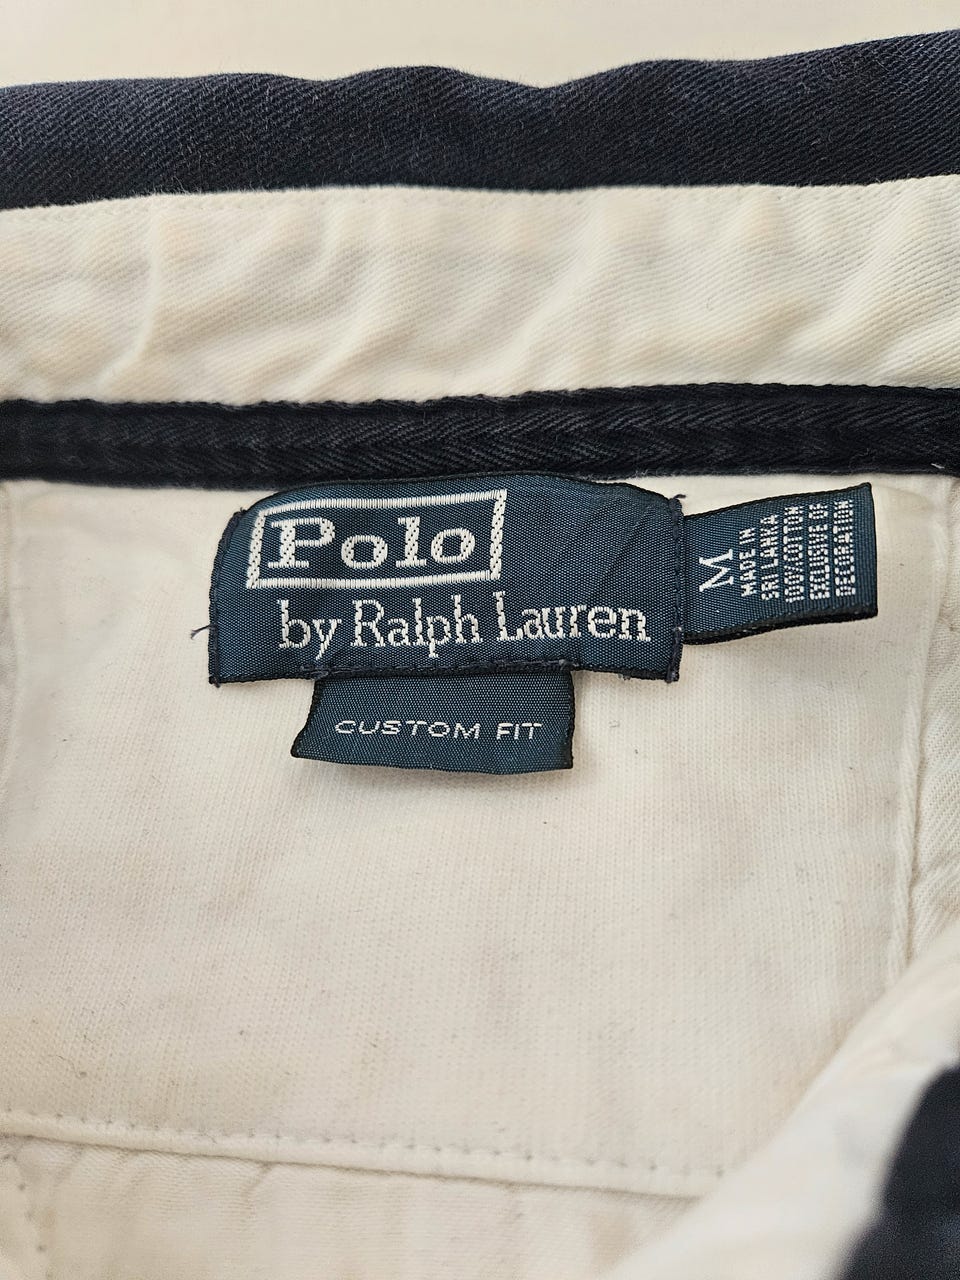 Polo
by Ralph Lauren
CUSTOM FIT
M
MADE IN
SRI LANKA
100% COTTON
EXCLUSIVE OF
DECORATION